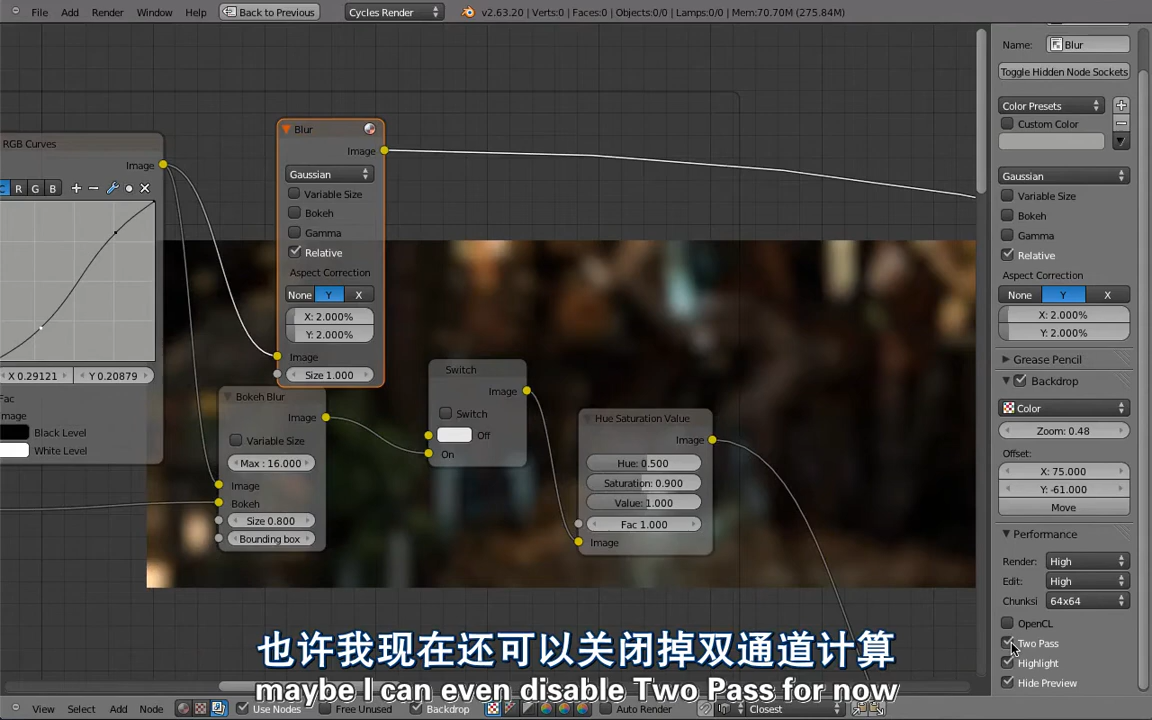 File Add Render Window Help Back to Previous Cycles Render v2.63.20 | Verts:0 | Faces:0 | Objects:0/0 | Lamps:0/0 | Mem:70.70M (275.84M)
Name: Blur
Toggle Hidden Node Sockets
Color Presets
Custom Color
Gaussian
Variable Size
Bokeh
Gamma
Relative
Aspect Correction
None Y X
X: 2.000%
Y: 2.000%
Grease Pencil
Backdrop
Color
Zoom: 0.48
Offset:
X: 75.000
Y: -61.000
Move
Performance
Render: High
Edit: High
Chunksi 64x64
OpenCL
Two Pass
Highlight
Hide Preview
RGB Curves
Image
C R G B
X 0.29121 Y 0.20879
Fac
mage
Black Level
White Level
Blur
Image
Gaussian
Variable Size
Bokeh
Gamma
Relative
Aspect Correction
None Y X
X: 2.000%
Y: 2.000%
Image
Size 1.000
Bokeh Blur
Image
Variable Size
Max : 16.000
Image
Bokeh
Size 0.800
Bounding box
Switch
Image
Switch
Off
On
Hue Saturation Value
Image
Hue: 0.500
Saturation: 0.900
Value: 1.000
Fac 1.000
Image
也许我现在还可以关闭掉双通道计算
maybe I can even disable Two Pass for now
View Select Add Node Use Nodes Free Unused Backdrop Auto Render Closest